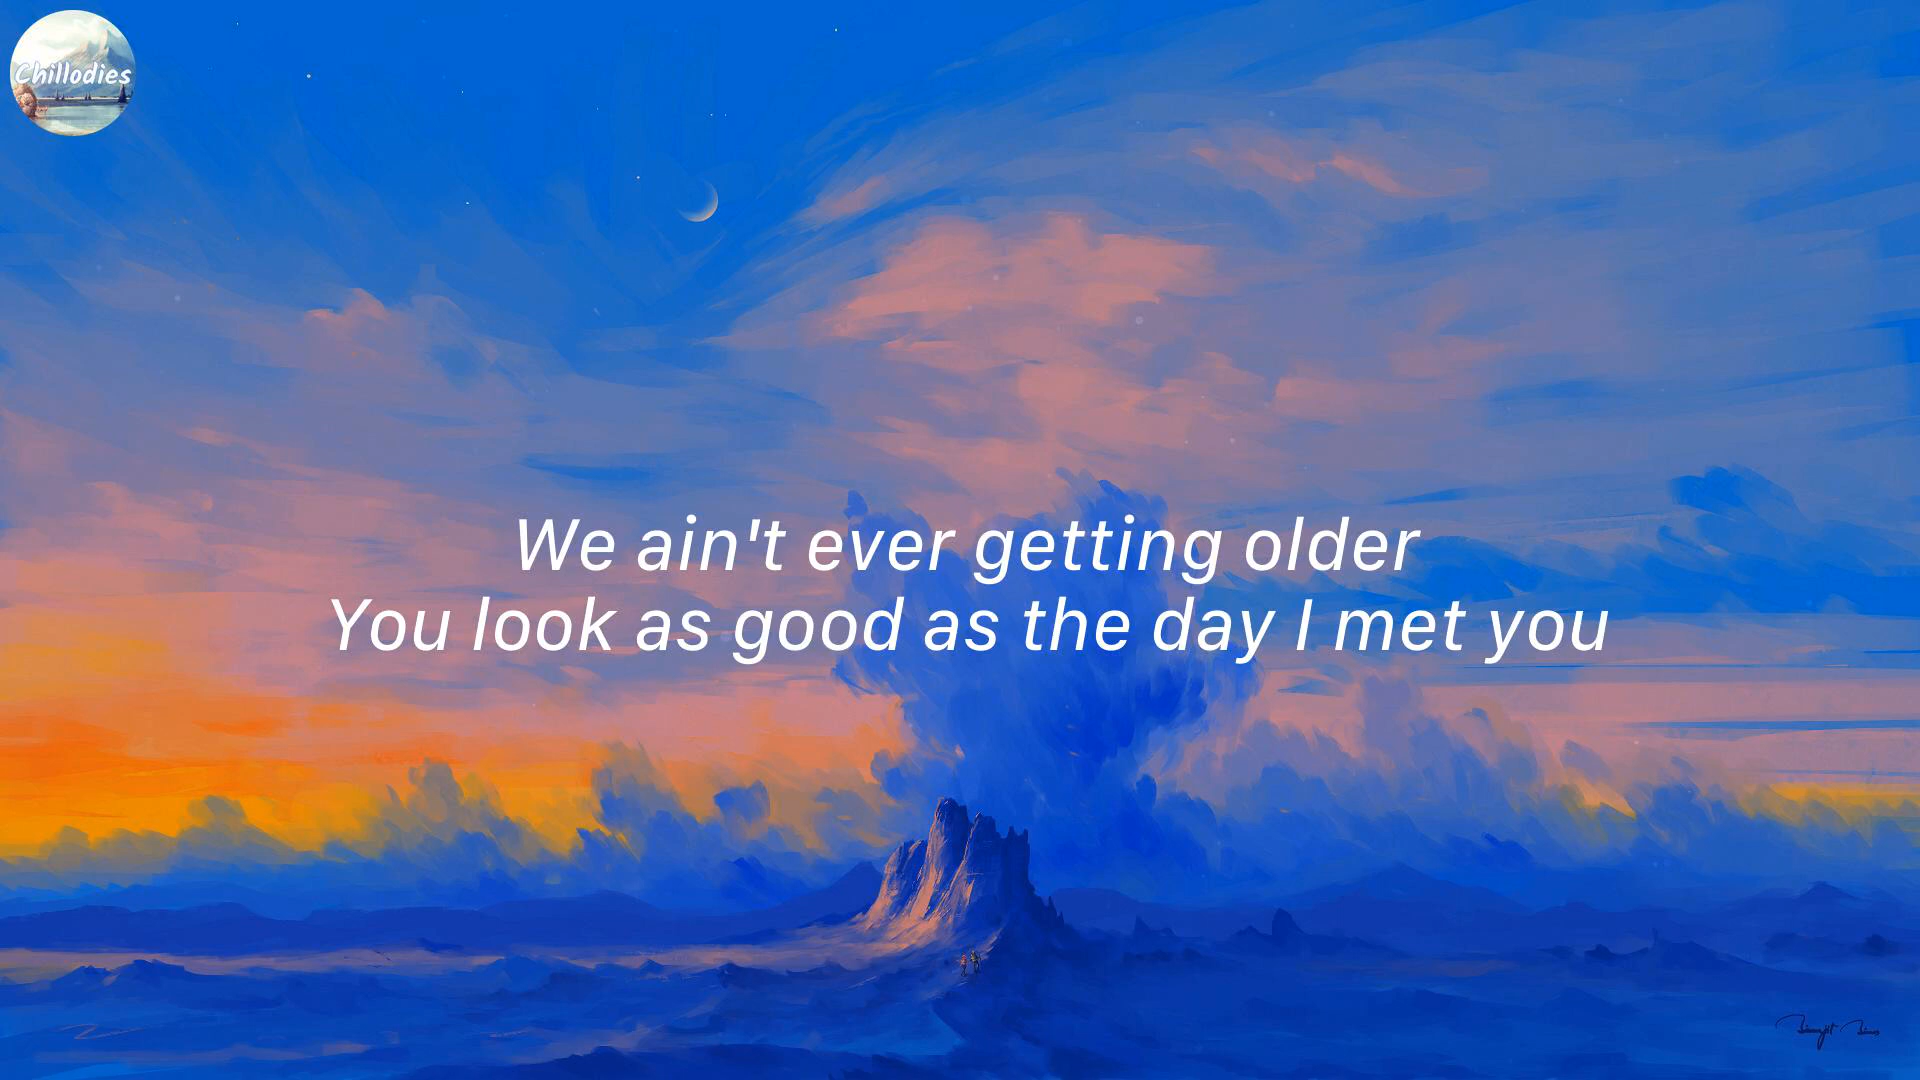 Chillodies
We ain't ever getting older
You look as good as the day I met you